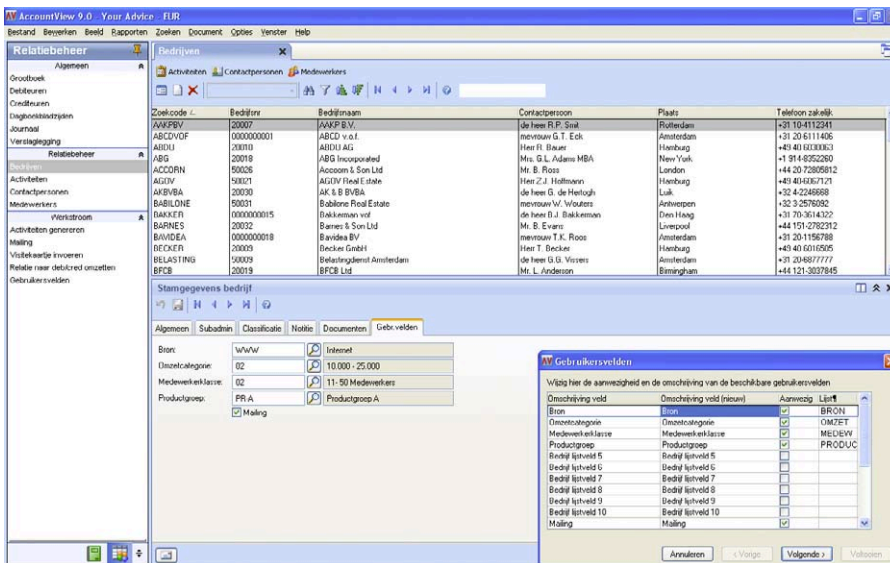 AccountView 9.0 - Your Advice - EUR
Bestand Bewerken Beeld Rapporten Zoeken Document Opties Venster Help
Relatiebeheer
Algemeen
Grootboek
Debiteuren
Crediteuren
Dagboekbladzijden
Journaal
Verslaglegging
Relatiebeheer
Bedrijven
Activiteiten
Contactpersonen
Medewerkers
Werkstroom
Activiteiten genereren
Mailing
Visitekaartje invoeren
Relatie naar deb/cred omzetten
Gebruikersvelden
Bedrijven
Activiteiten Contactpersonen Medewerkers
Zoekcode Bedrijfsnr Bedrijfsnaam Contactpersoon Plaats Telefoon zakelijk
AAKPBV 20007 AAKP B.V. de heer R.P. Smit Rotterdam +31 10-4112341
ABCDVOF 0000000001 ABCD v.o.f. mevrouw G.T. Eck Amsterdam +31 20-6111406
ABDU 20010 ABDU AG Herr R. Bauer Hamburg +49 40 6030063
ABG 20018 ABG Incorporated Mrs. G.L. Adams MBA New York +1 914-8352260
ACCORN 50026 Accoorn & Son Ltd Mr. B. Ross London +44 20-72805812
AGOV 50021 AGOV Real Estate Herr Z.J. Hoffmann Hamburg +49 40-6067121
AKBVBA 20030 AK & B BVBA de heer G. de Hertogh Luik +32 4-2246668
BABILONE 50031 Babilone Real Estate mevrouw W. Wouters Antwerpen +32 3-2576092
BAKKER 0000000015 Bakkerman vof de heer B.J. Bakkerman Den Haag +31 70-3614322
BARNES 20032 Barnes & Son Ltd Mr. B. Evans Liverpool +44 151-2782312
BAVIDEA 0000000018 Bavidea BV mevrouw T.K. Roos Amsterdam +31 20-1156788
BECKER 20009 Becker GmbH Herr T. Becker Hamburg +49 40 6016505
BELASTING 50009 Belastingdienst Amsterdam de heer G.G. Vissers Amsterdam +31 20-6877777
BFCB 20019 BFCB Ltd Mr. L. Anderson Birmingham +44 121-3037845
Stamgegevens bedrijf
Algemeen Subadmin Classificatie Notitie Documenten Gebr.velden
Bron: WWW Internet
Omzetcategorie: 02 10.000 - 25.000
Medewerkerklasse: 02 11- 50 Medewerkers
Productgroep: PR-A Productgroep A
Mailing
Gebruikersvelden
Wijzig hier de aanwezigheid en de omschrijving van de beschikbare gebruikersvelden
Omschrijving veld Omschrijving veld (nieuw) Aanwezig Lijst¶
Bron Bron BRON
Omzetcategorie Omzetcategorie OMZET
Medewerkerklasse Medewerkerklasse MEDEW
Productgroep Productgroep PRODUC
Bedrijf lijstveld 5 Bedrijf lijstveld 5
Bedrijf lijstveld 6 Bedrijf lijstveld 6
Bedrijf lijstveld 7 Bedrijf lijstveld 7
Bedrijf lijstveld 8 Bedrijf lijstveld 8
Bedrijf lijstveld 9 Bedrijf lijstveld 9
Bedrijf lijstveld 10 Bedrijf lijstveld 10
Mailing Mailing
Annuleren < Vorige Volgende > Voltooien